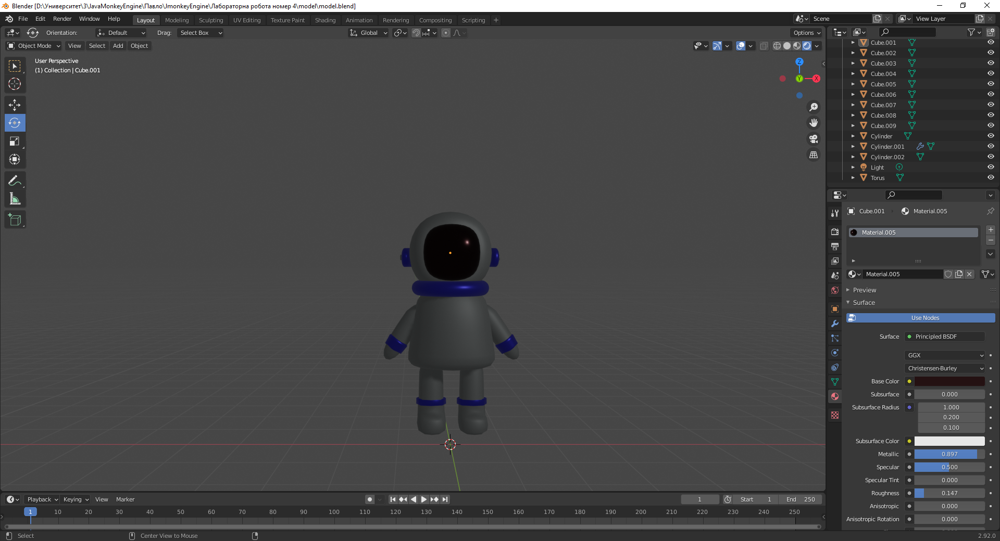 Blender [D:\Университет\3\JavaMonkeyEngine\Павло\JmonkeyEngine\Лабораторна робота номер 4\model\model.blend]
File Edit Render Window Help Layout Modeling Sculpting UV Editing Texture Paint Shading Animation Rendering Compositing Scripting Scene View Layer
Orientation: Default Drag: Select Box Global Options
Object Mode View Select Add Object
User Perspective
(1) Collection | Cube.001
Z
Y X
Cube.001
Cube.002
Cube.003
Cube.004
Cube.005
Cube.006
Cube.007
Cube.008
Cube.009
Cylinder
Cylinder.001
Cylinder.002
Light
Torus
Cube.001 Material.005
Material.005
Material.005
Preview
Surface
Use Nodes
Surface Principled BSDF
GGX
Christensen-Burley
Base Color
Subsurface 0.000
Subsurface Radius 1.000
0.200
0.100
Subsurface Color
Metallic 0.897
Specular 0.500
Specular Tint 0.000
Roughness 0.147
Anisotropic 0.000
Anisotropic Rotation 0.000
Playback Keying View Marker 1 Start 1 End 250
1 10 20 30 40 50 60 70 80 90 100 110 120 130 140 150 160 170 180 190 200 210 220 230 240 250
Select Center View to Mouse 2.92.0